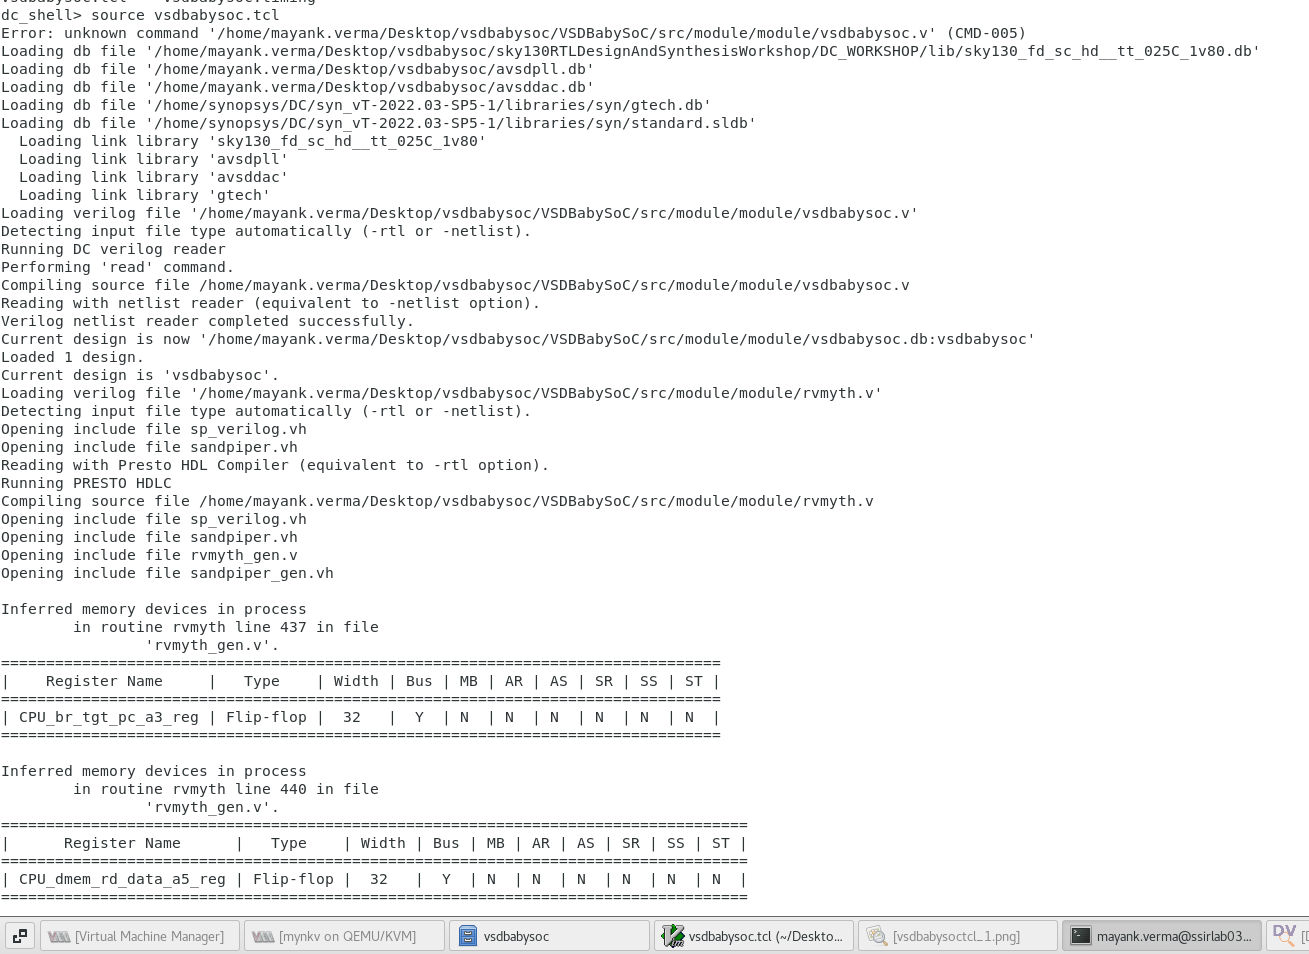 dc_shell> source vsdbabysoc.tcl
Error: unknown command '/home/mayank.verma/Desktop/vsdbabysoc/VSDBabySoC/src/module/module/vsdbabysoc.v' (CMD-005)
Loading db file '/home/mayank.verma/Desktop/vsdbabysoc/sky130RTLDesignAndSynthesisWorkshop/DC_WORKSHOP/lib/sky130_fd_sc_hd__tt_025C_1v80.db'
Loading db file '/home/mayank.verma/Desktop/vsdbabysoc/avsdpll.db'
Loading db file '/home/mayank.verma/Desktop/vsdbabysoc/avsddac.db'
Loading db file '/home/synopsys/DC/syn_vT-2022.03-SP5-1/libraries/syn/gtech.db'
Loading db file '/home/synopsys/DC/syn_vT-2022.03-SP5-1/libraries/syn/standard.sldb'
  Loading link library 'sky130_fd_sc_hd__tt_025C_1v80'
  Loading link library 'avsdpll'
  Loading link library 'avsddac'
  Loading link library 'gtech'
Loading verilog file '/home/mayank.verma/Desktop/vsdbabysoc/VSDBabySoC/src/module/module/vsdbabysoc.v'
Detecting input file type automatically (-rtl or -netlist).
Running DC verilog reader
Performing 'read' command.
Compiling source file /home/mayank.verma/Desktop/vsdbabysoc/VSDBabySoC/src/module/module/vsdbabysoc.v
Reading with netlist reader (equivalent to -netlist option).
Verilog netlist reader completed successfully.
Current design is now '/home/mayank.verma/Desktop/vsdbabysoc/VSDBabySoC/src/module/module/vsdbabysoc.db:vsdbabysoc'
Loaded 1 design.
Current design is 'vsdbabysoc'.
Loading verilog file '/home/mayank.verma/Desktop/vsdbabysoc/VSDBabySoC/src/module/module/rvmyth.v'
Detecting input file type automatically (-rtl or -netlist).
Opening include file sp_verilog.vh
Opening include file sandpiper.vh
Reading with Presto HDL Compiler (equivalent to -rtl option).
Running PRESTO HDLC
Compiling source file /home/mayank.verma/Desktop/vsdbabysoc/VSDBabySoC/src/module/module/rvmyth.v
Opening include file sp_verilog.vh
Opening include file sandpiper.vh
Opening include file rvmyth_gen.v
Opening include file sandpiper_gen.vh
Inferred memory devices in process
        in routine rvmyth line 437 in file
                'rvmyth_gen.v'.
================================================================================
|    Register Name     |   Type    | Width | Bus | MB | AR | AS | SR | SS | ST |
================================================================================
| CPU_br_tgt_pc_a3_reg | Flip-flop |  32   |  Y  | N  | N  | N  | N  | N  | N  |
================================================================================
Inferred memory devices in process
        in routine rvmyth line 440 in file
                'rvmyth_gen.v'.
===================================================================================
|      Register Name      |   Type    | Width | Bus | MB | AR | AS | SR | SS | ST |
===================================================================================
| CPU_dmem_rd_data_a5_reg | Flip-flop |  32   |  Y  | N  | N  | N  | N  | N  | N  |
===================================================================================
[Virtual Machine Manager] [mynkv on QEMU/KVM] vsdbabysoc vsdbabysoc.tcl (~/Deskto... [vsdbabysoctcl_1.png] mayank.verma@ssirlab03... DV